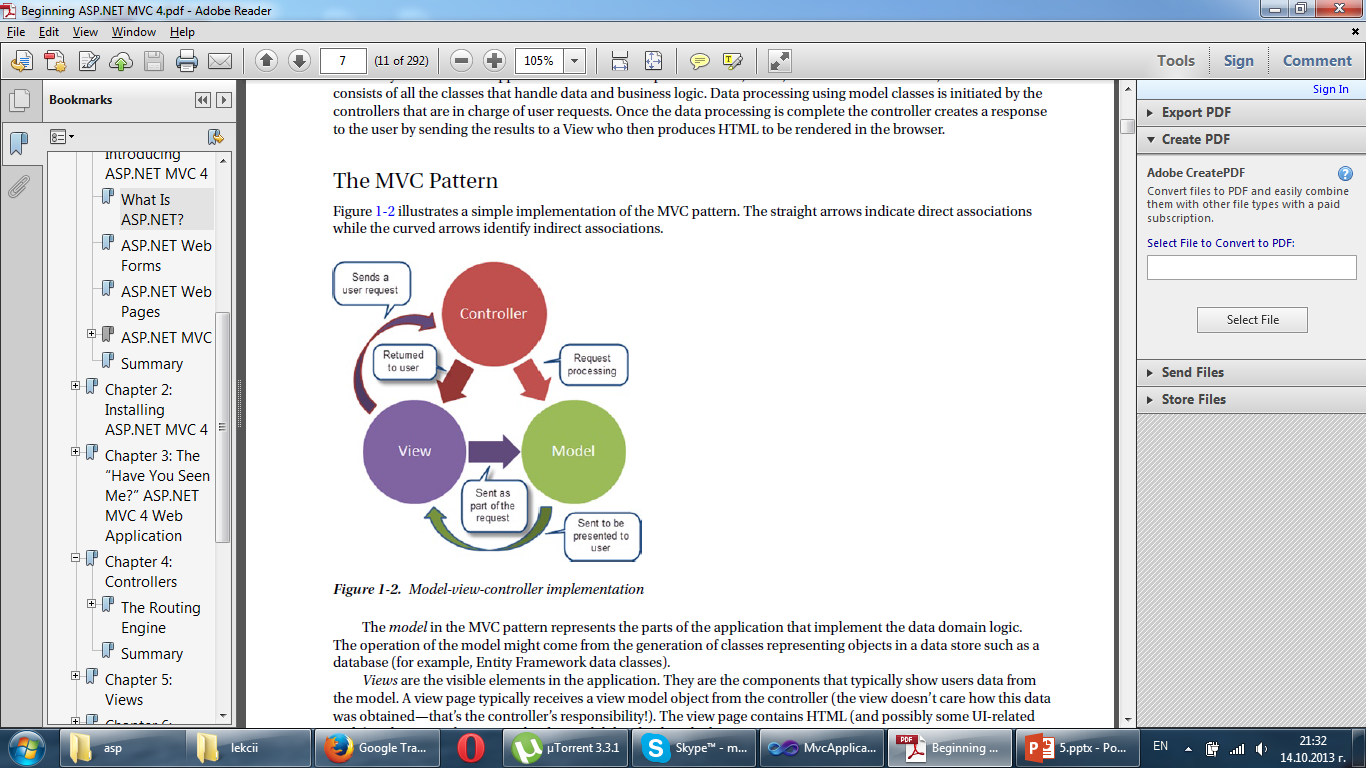 Beginning ASP.NET MVC 4.pdf - Adobe Reader
File Edit View Window Help
7 (11 of 292) 105% Tools Sign Comment
Bookmarks
Introducing
ASP.NET MVC 4
What Is
ASP.NET?
ASP.NET Web
Forms
ASP.NET Web
Pages
ASP.NET MVC
Summary
Chapter 2:
Installing
ASP.NET MVC 4
Chapter 3: The
“Have You Seen
Me?” ASP.NET
MVC 4 Web
Application
Chapter 4:
Controllers
The Routing
Engine
Summary
Chapter 5:
Views
consists of all the classes that handle data and business logic. Data processing using model classes is initiated by the
controllers that are in charge of user requests. Once the data processing is complete the controller creates a response
to the user by sending the results to a View who then produces HTML to be rendered in the browser.
The MVC Pattern
Figure 1-2 illustrates a simple implementation of the MVC pattern. The straight arrows indicate direct associations
while the curved arrows identify indirect associations.
Sends a
user request
Controller
Returned
to user
Request
processing
View
Model
Sent as
part of the
request
Sent to be
presented to
user
Figure 1-2. Model-view-controller implementation
The model in the MVC pattern represents the parts of the application that implement the data domain logic.
The operation of the model might come from the generation of classes representing objects in a data store such as a
database (for example, Entity Framework data classes).
Views are the visible elements in the application. They are the components that typically show users data from
the model. A view page typically receives a view model object from the controller (the view doesn’t care how this data
was obtained—that’s the controller’s responsibility!). The view page contains HTML (and possibly some UI-related
Sign In
Export PDF
Create PDF
Adobe CreatePDF
Convert files to PDF and easily combine
them with other file types with a paid
subscription.
Select File to Convert to PDF:
Select File
Send Files
Store Files
asp lekcii Google Tra... µTorrent 3.3.1 Skype™ - m... MvcApplica... Beginning ... 5.pptx - Po... EN
21:32
14.10.2013 г.